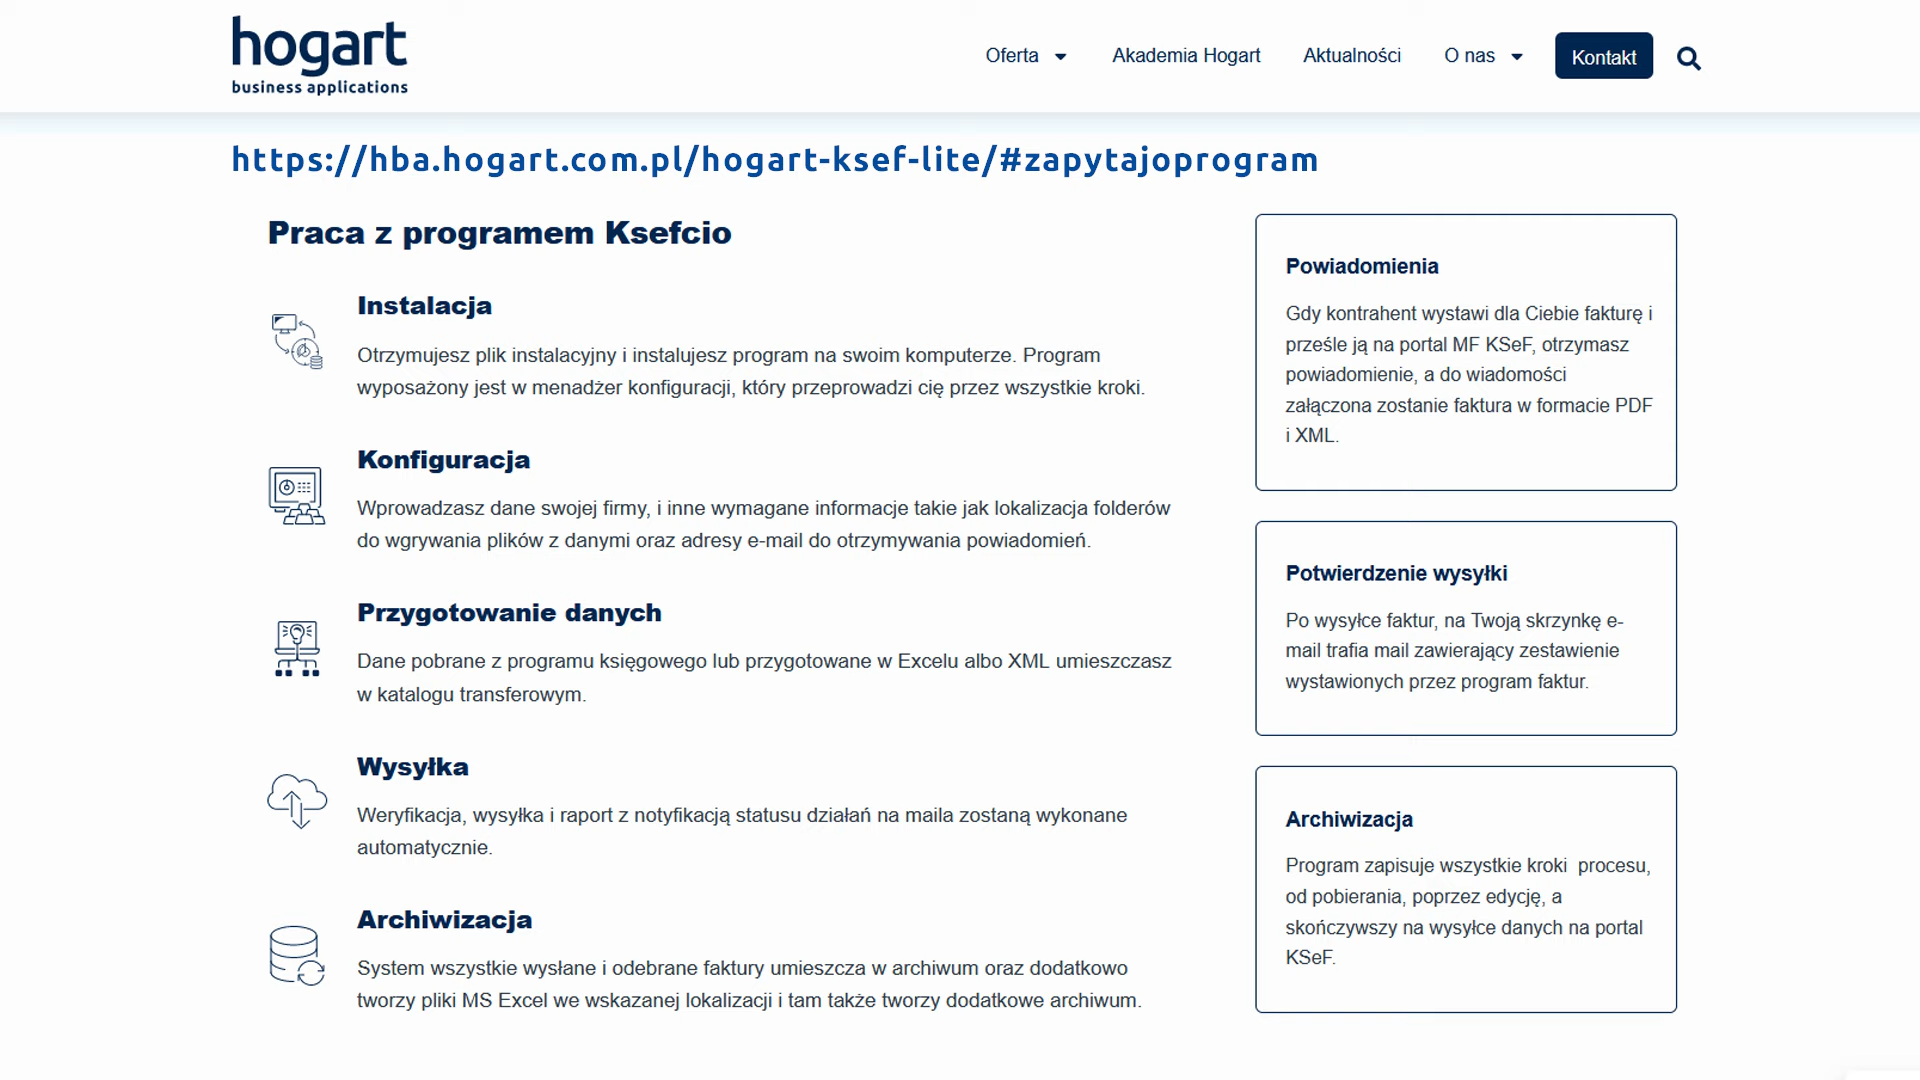 hogart
business applications
Oferta
Akademia Hogart
Aktualności
O nas
Kontakt
https://hba.hogart.com.pl/hogart-ksef-lite/#zapytajoprogram
Praca z programem Ksefcio
Instalacja
Otrzymujesz plik instalacyjny i instalujesz program na swoim komputerze. Program
wyposażony jest w menadżer konfiguracji, który przeprowadzi cię przez wszystkie kroki.
Konfiguracja
Wprowadzasz dane swojej firmy, i inne wymagane informacje takie jak lokalizacja folderów
do wgrywania plików z danymi oraz adresy e-mail do otrzymywania powiadomień.
Przygotowanie danych
Dane pobrane z programu księgowego lub przygotowane w Excelu albo XML umieszczasz
w katalogu transferowym.
Wysyłka
Weryfikacja, wysyłka i raport z notyfikacją statusu działań na maila zostaną wykonane
automatycznie.
Archiwizacja
System wszystkie wysłane i odebrane faktury umieszcza w archiwum oraz dodatkowo
tworzy pliki MS Excel we wskazanej lokalizacji i tam także tworzy dodatkowe archiwum.
Powiadomienia
Gdy kontrahent wystawi dla Ciebie fakturę i
prześle ją na portal MF KSeF, otrzymasz
powiadomienie, a do wiadomości
załączona zostanie faktura w formacie PDF
i XML.
Potwierdzenie wysyłki
Po wysyłce faktur, na Twoją skrzynkę e-
mail trafia mail zawierający zestawienie
wystawionych przez program faktur.
Archiwizacja
Program zapisuje wszystkie kroki procesu,
od pobierania, poprzez edycję, a
skończywszy na wysyłce danych na portal
KSeF.